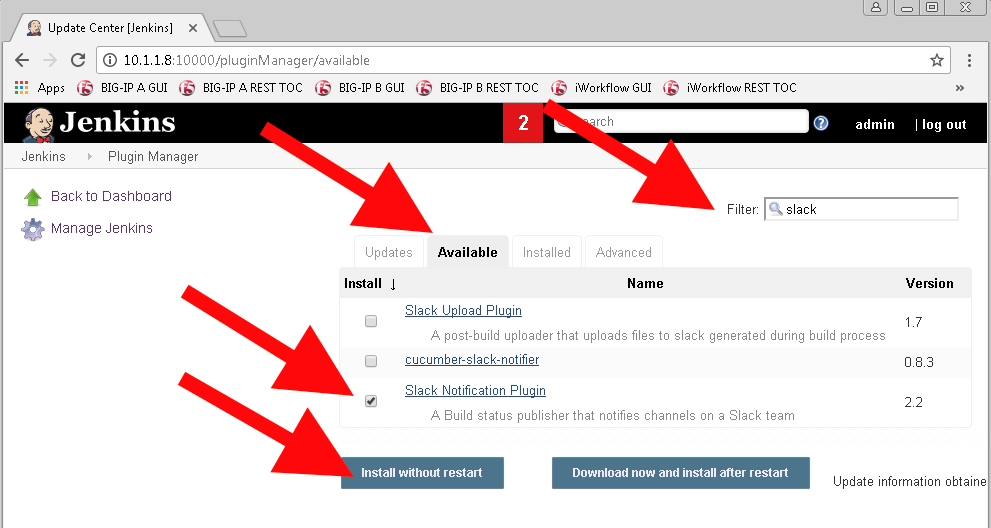 Update Center [Jenkins]
10.1.1.8:10000/pluginManager/available
Apps BIG-IP A GUI BIG-IP A REST TOC BIG-IP B GUI BIG-IP B REST TOC iWorkflow GUI iWorkflow REST TOC »
Jenkins 2 search ? admin | log out
Jenkins Plugin Manager
Back to Dashboard
Manage Jenkins
Filter: slack
Updates Available Installed Advanced
Install ↓ Name Version
Slack Upload Plugin
A post-build uploader that uploads files to slack generated during build process
1.7
cucumber-slack-notifier
0.8.3
Slack Notification Plugin
A Build status publisher that notifies channels on a Slack team
2.2
Install without restart Download now and install after restart Update information obtaine